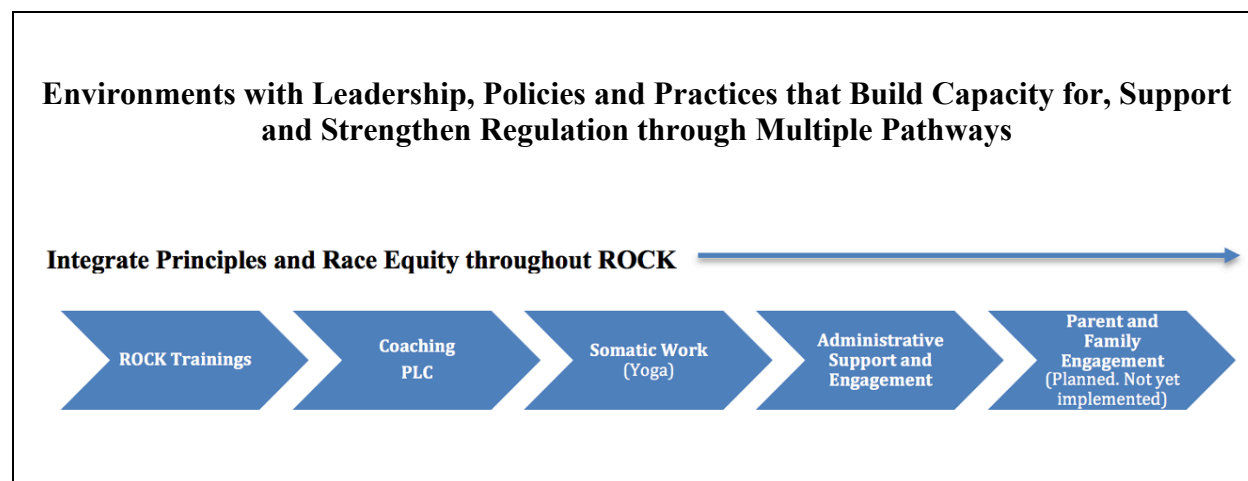 Environments with Leadership, Policies and Practices that Build Capacity for, Support
and Strengthen Regulation through Multiple Pathways
Integrate Principles and Race Equity throughout ROCK
ROCK Trainings
Coaching
PLC
Somatic Work
(Yoga)
Administrative
Support and
Engagement
Parent and
Family
Engagement
(Planned. Not yet
implemented)